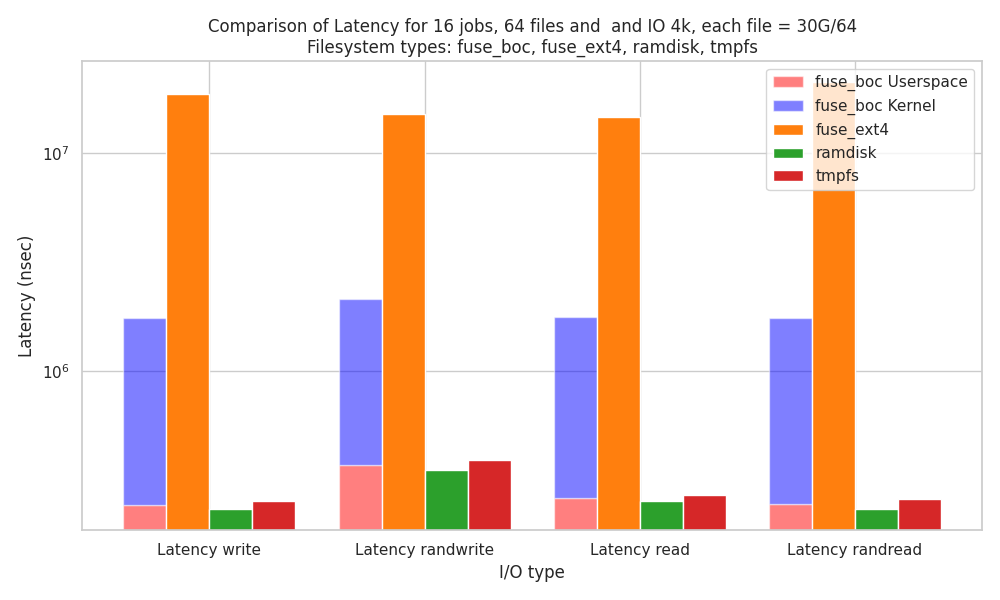 Comparison of Latency for 16 jobs, 64 files and  and IO 4k, each file = 30G/64
Filesystem types: fuse_boc, fuse_ext4, ramdisk, tmpfs
fuse_boc Userspace
fuse_boc Kernel
fuse_ext4
ramdisk
tmpfs
10⁷
10⁶
Latency (nsec)
Latency write
Latency randwrite
Latency read
Latency randread
I/O type